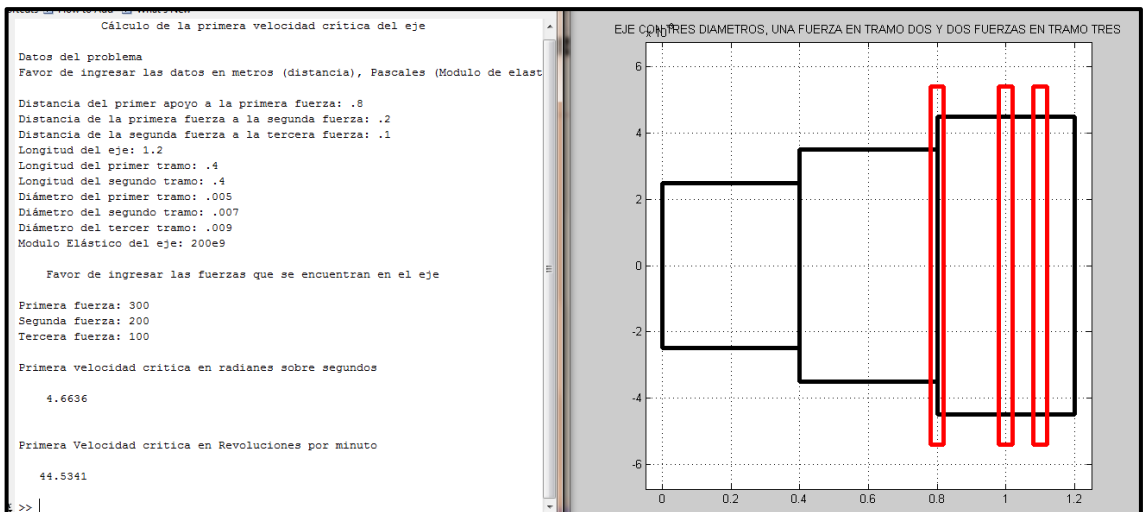 Cálculo de la primera velocidad crítica del eje
Datos del problema
Favor de ingresar las datos en metros (distancia), Pascales (Modulo de elast
Distancia del primer apoyo a la primera fuerza: .8
Distancia de la primera fuerza a la segunda fuerza: .2
Distancia de la segunda fuerza a la tercera fuerza: .1
Longitud del eje: 1.2
Longitud del primer tramo: .4
Longitud del segundo tramo: .4
Diámetro del primer tramo: .005
Diámetro del segundo tramo: .007
Diámetro del tercer tramo: .009
Modulo Elástico del eje: 200e9
Favor de ingresar las fuerzas que se encuentran en el eje
Primera fuerza: 300
Segunda fuerza: 200
Tercera fuerza: 100
Primera velocidad critica en radianes sobre segundos
4.6636
Primera Velocidad critica en Revoluciones por minuto
44.5341
>>
EJE CON TRES DIAMETROS, UNA FUERZA EN TRAMO DOS Y DOS FUERZAS EN TRAMO TRES
6
4
2
0
-2
-4
-6
0 0.2 0.4 0.6 0.8 1 1.2